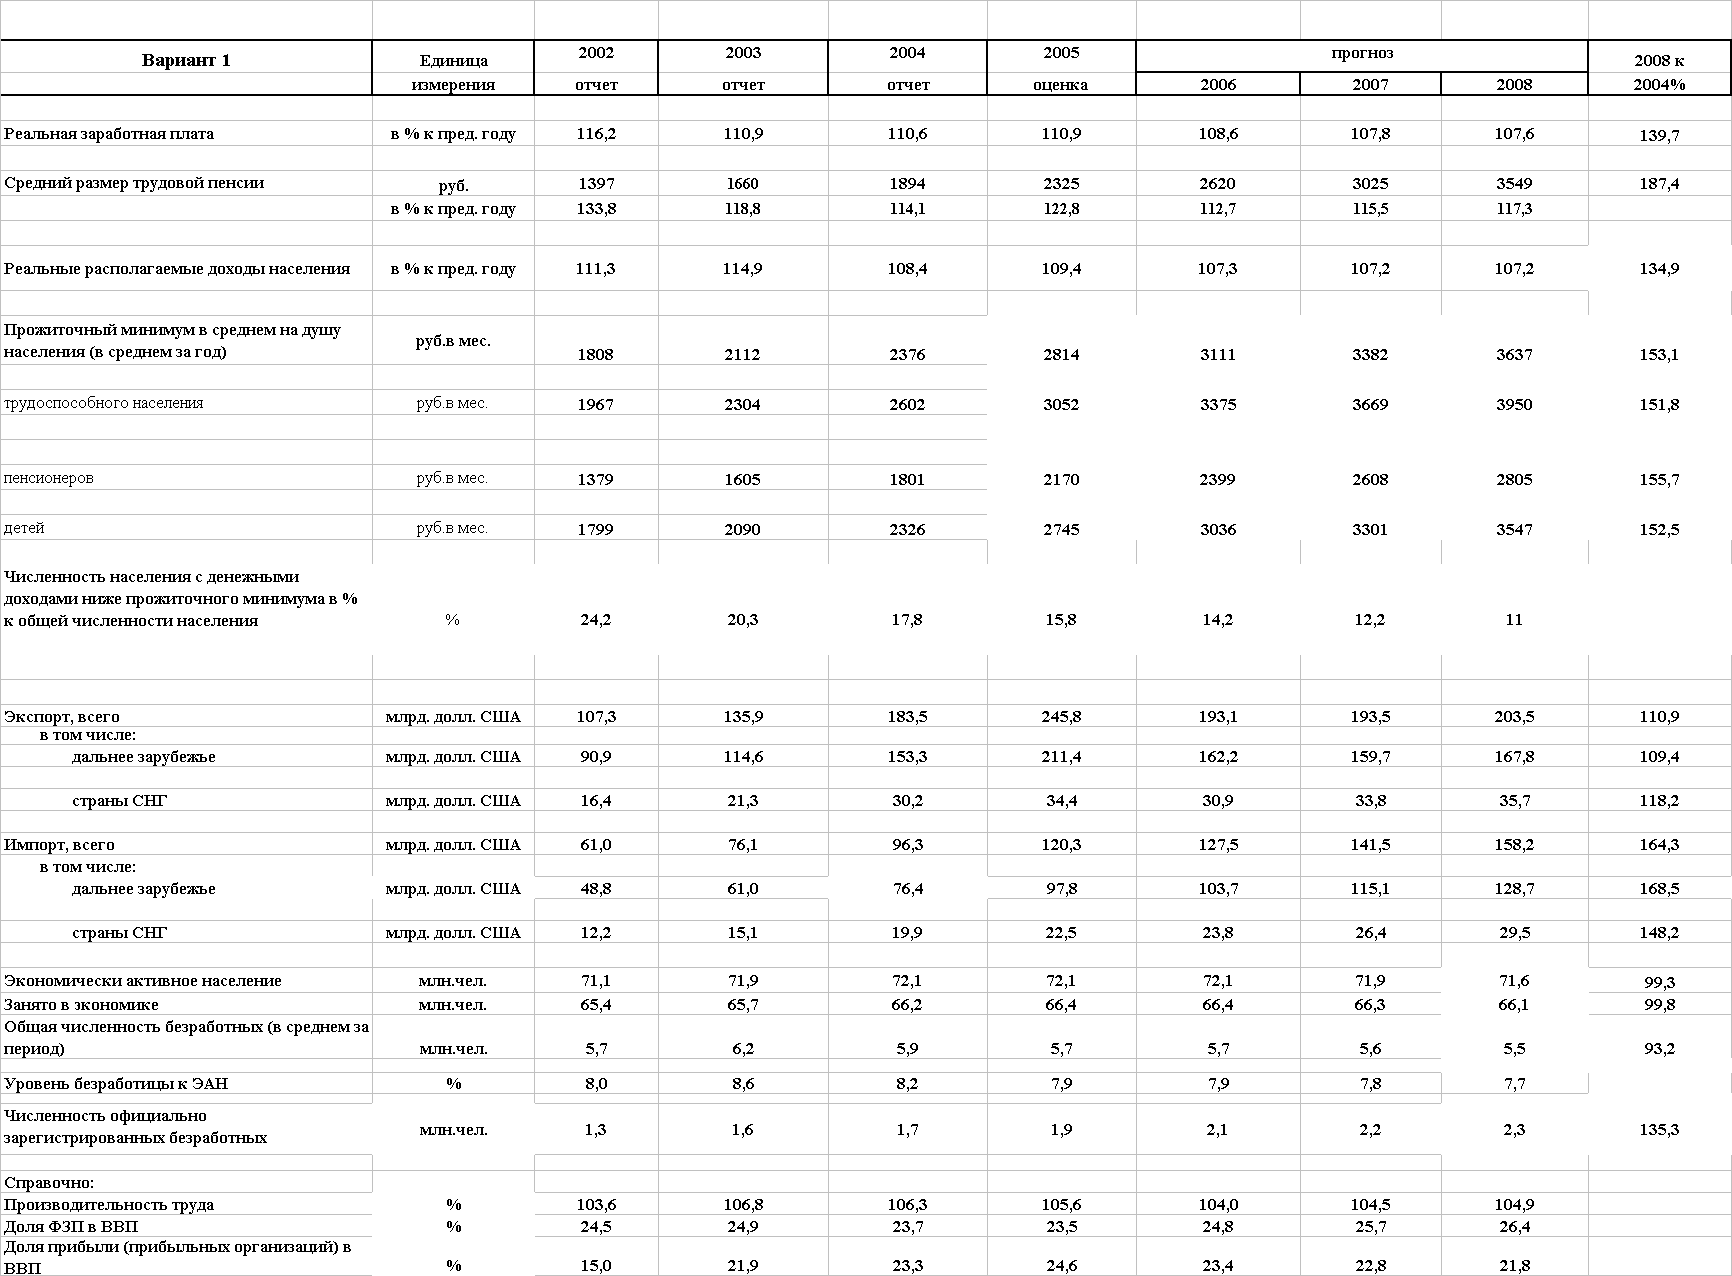 Вариант 1 Единица 2002 2003 2004 2005 прогноз 2008 к
измерения отчет отчет отчет оценка 2006 2007 2008 2004%
Реальная заработная плата в % к пред. году 116,2 110,9 110,6 110,9 108,6 107,8 107,6 139,7
Средний размер трудовой пенсии руб. 1397 1660 1894 2325 2620 3025 3549 187,4
в % к пред. году 133,8 118,8 114,1 122,8 112,7 115,5 117,3
Реальные располагаемые доходы населения в % к пред. году 111,3 114,9 108,4 109,4 107,3 107,2 107,2 134,9
Прожиточный минимум в среднем на душу
населения (в среднем за год) руб.в мес. 1808 2112 2376 2814 3111 3382 3637 153,1
трудоспособного населения руб.в мес. 1967 2304 2602 3052 3375 3669 3950 151,8
пенсионеров руб.в мес. 1379 1605 1801 2170 2399 2608 2805 155,7
детей руб.в мес. 1799 2090 2326 2745 3036 3301 3547 152,5
Численность населения с денежными
доходами ниже прожиточного минимума в %
к общей численности населения % 24,2 20,3 17,8 15,8 14,2 12,2 11
Экспорт, всего млрд. долл. США 107,3 135,9 183,5 245,8 193,1 193,5 203,5 110,9
в том числе:
дальнее зарубежье млрд. долл. США 90,9 114,6 153,3 211,4 162,2 159,7 167,8 109,4
страны СНГ млрд. долл. США 16,4 21,3 30,2 34,4 30,9 33,8 35,7 118,2
Импорт, всего млрд. долл. США 61,0 76,1 96,3 120,3 127,5 141,5 158,2 164,3
в том числе:
дальнее зарубежье млрд. долл. США 48,8 61,0 76,4 97,8 103,7 115,1 128,7 168,5
страны СНГ млрд. долл. США 12,2 15,1 19,9 22,5 23,8 26,4 29,5 148,2
Экономически активное население млн.чел. 71,1 71,9 72,1 72,1 72,1 71,9 71,6 99,3
Занято в экономике млн.чел. 65,4 65,7 66,2 66,4 66,4 66,3 66,1 99,8
Общая численность безработных (в среднем за
период) млн.чел. 5,7 6,2 5,9 5,7 5,7 5,6 5,5 93,2
Уровень безработицы к ЭАН % 8,0 8,6 8,2 7,9 7,9 7,8 7,7
Численность официально
зарегистрированных безработных млн.чел. 1,3 1,6 1,7 1,9 2,1 2,2 2,3 135,3
Справочно:
Производительность труда % 103,6 106,8 106,3 105,6 104,0 104,5 104,9
Доля ФЗП в ВВП % 24,5 24,9 23,7 23,5 24,8 25,7 26,4
Доля прибыли (прибыльных организаций) в
ВВП % 15,0 21,9 23,3 24,6 23,4 22,8 21,8